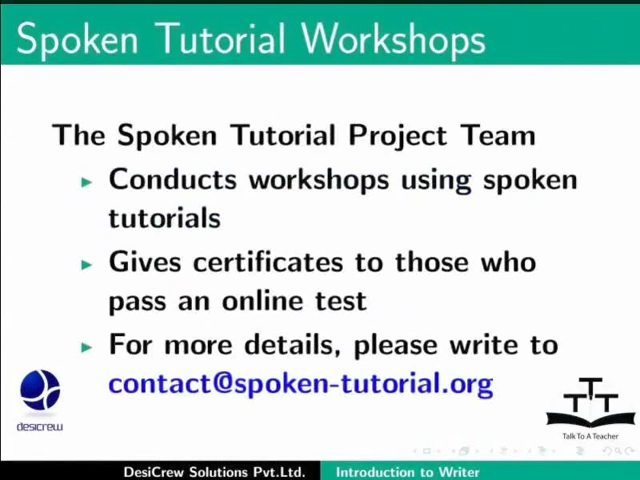 Spoken Tutorial Workshops
The Spoken Tutorial Project Team
Conducts workshops using spoken
tutorials
Gives certificates to those who
pass an online test
For more details, please write to
contact@spoken-tutorial.org
desicrew
TTT
Talk To A Teacher
DesiCrew Solutions Pvt.Ltd.
Introduction to Writer